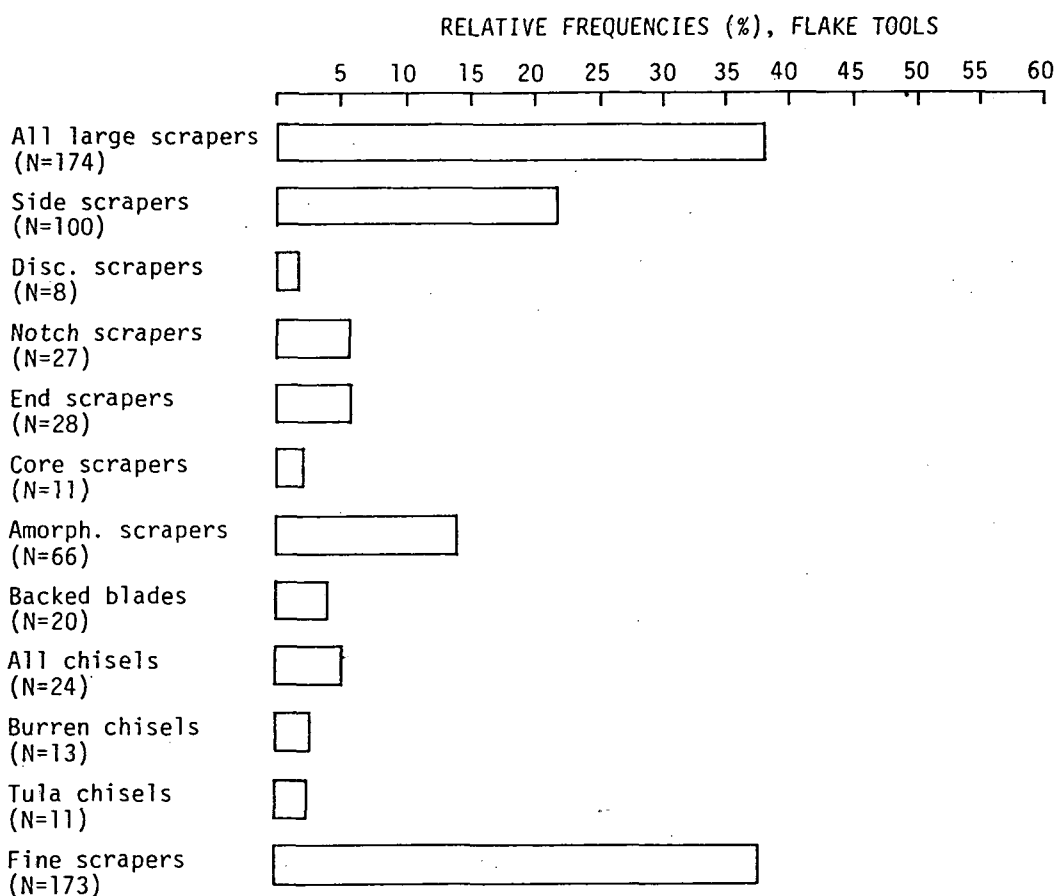 RELATIVE FREQUENCIES (%), FLAKE TOOLS
5 10 15 20 25 30 35 40 45 50 55 60
All large scrapers
(N=174)
Side scrapers
(N=100)
Disc. scrapers
(N=8)
Notch scrapers
(N=27)
End scrapers
(N=28)
Core scrapers
(N=11)
Amorph. scrapers
(N=66)
Backed blades
(N=20)
All chisels
(N=24)
Burren chisels
(N=13)
Tula chisels
(N=11)
Fine scrapers
(N=173)